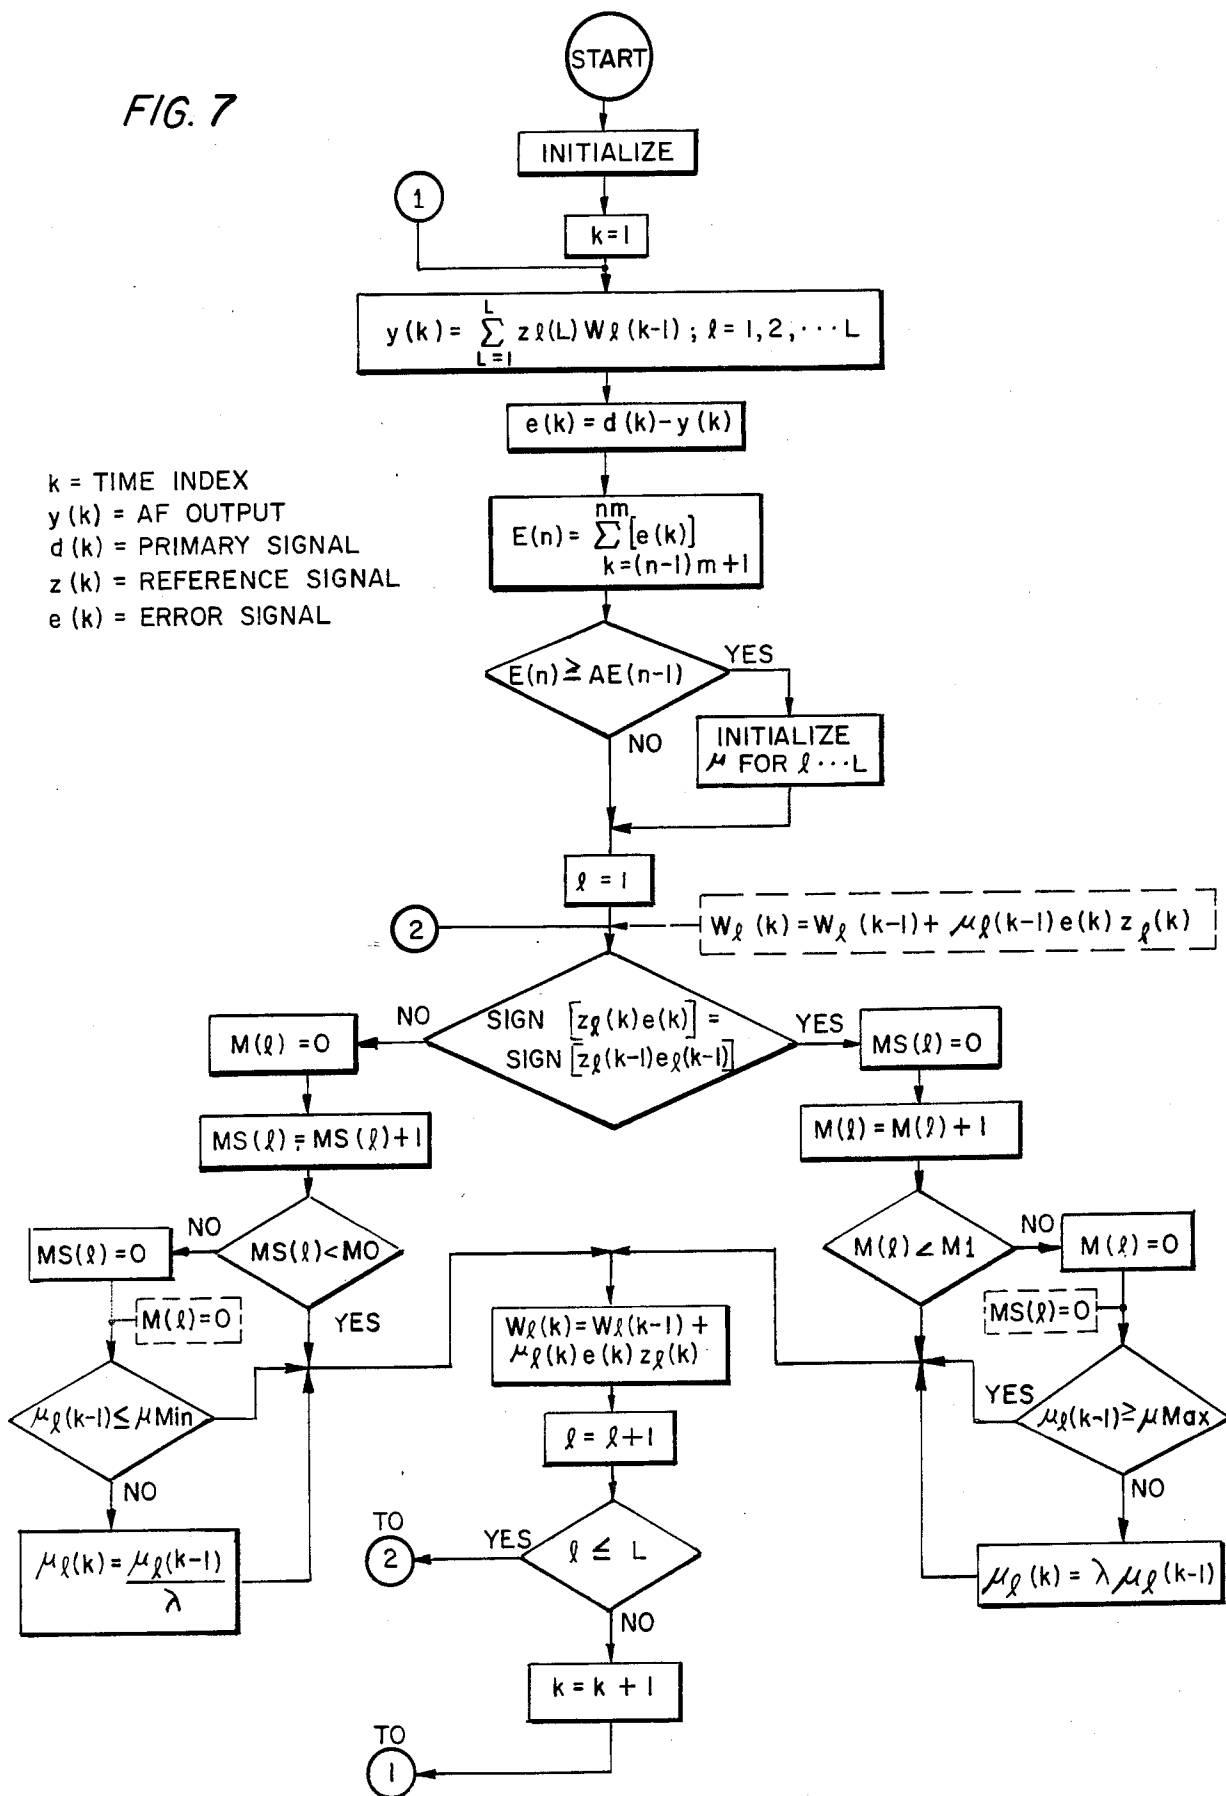 START
FIG. 7
INITIALIZE
1
k=1
y(k)= L Σ L=1 zℓ(L)Wℓ(k-1); ℓ=1,2,···L
e(k)=d(k)-y(k)
k = TIME INDEX
y(k) = AF OUTPUT
d(k) = PRIMARY SIGNAL
z(k) = REFERENCE SIGNAL
e(k) = ERROR SIGNAL
E(n)= nm Σ [e(k)]
k=(n-1)m+1
E(n)≧AE(n-1)
YES
NO
INITIALIZE
μ FOR ℓ···L
ℓ = 1
2
Wℓ(k)=Wℓ(k-1)+ μℓ(k-1)e(k)zℓ(k)
NO
SIGN [zℓ(k)e(k)] =
SIGN[zℓ(k-1)eℓ(k-1)]
YES
M(ℓ)=0
MS(ℓ)=0
MS(ℓ)=MS(ℓ)+1
M(ℓ)=M(ℓ)+1
NO
MS(ℓ)=0
MS(ℓ)<MO
M(ℓ)<M1
NO
M(ℓ)=0
M(ℓ)=0
YES
Wℓ(k)=Wℓ(k-1)+
μℓ(k)e(k)zℓ(k)
MS(ℓ)=0
YES
μℓ(k-1)≤μMin
μℓ(k-1)≧μMax
ℓ=ℓ+1
NO
NO
μℓ(k)=μℓ(k-1)/λ
TO
2
YES
ℓ ≦ L
μℓ(k)=λμℓ(k-1)
NO
k=k+1
TO
1